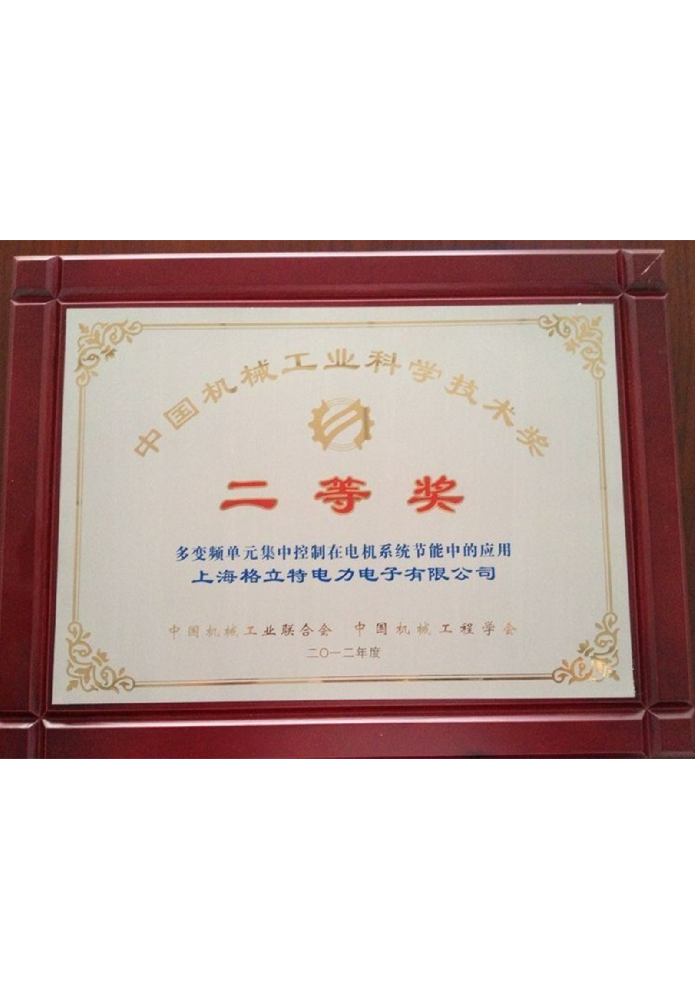 中国机械工业科学技术奖
二等奖
多变频单元集中控制在电机系统节能中的应用
上海格立特电力电子有限公司
中国机械工业联合会 中国机械工程学会
二〇一二年度